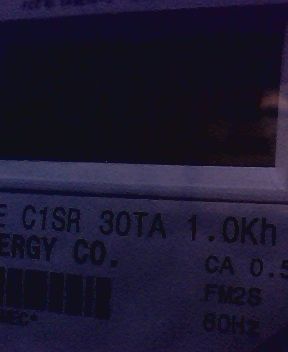 E C1SR 30TA 1.0Kh
ERGY CO.
CA 0.5
FM2S
60Hz